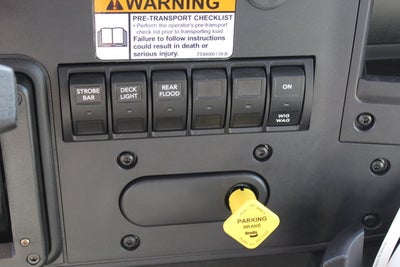 WARNING
PRE-TRANSPORT CHECKLIST
• Perform the operator's pre-transport
check list prior to transporting load.
Failure to follow instructions
could result in death or
serious injury.
STROBE
BAR
DECK
LIGHT
REAR
FLOOD
ON
WIG
WAG
PARKING
BRAKE